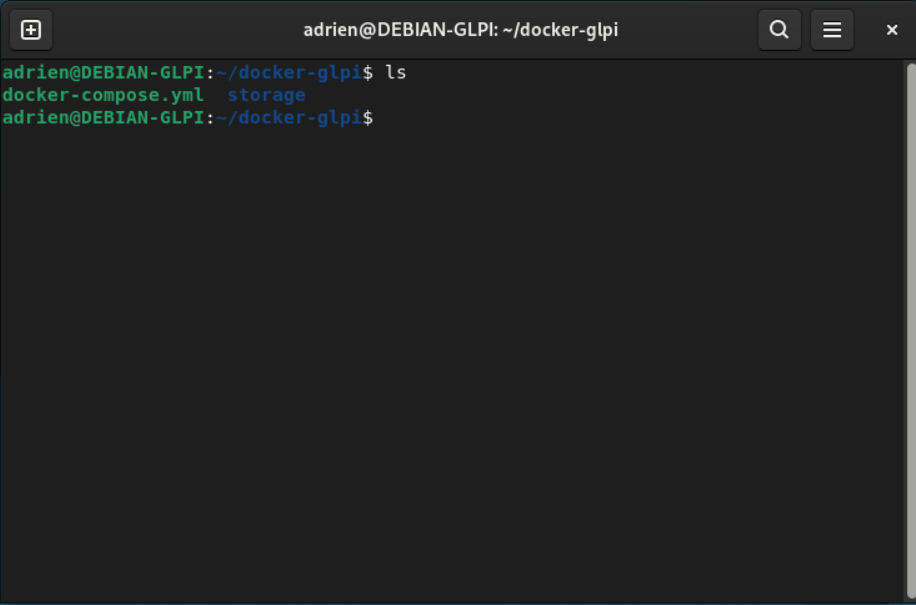 adrien@DEBIAN-GLPI: ~/docker-glpi
adrien@DEBIAN-GLPI:~/docker-glpi$ ls
docker-compose.yml  storage
adrien@DEBIAN-GLPI:~/docker-glpi$